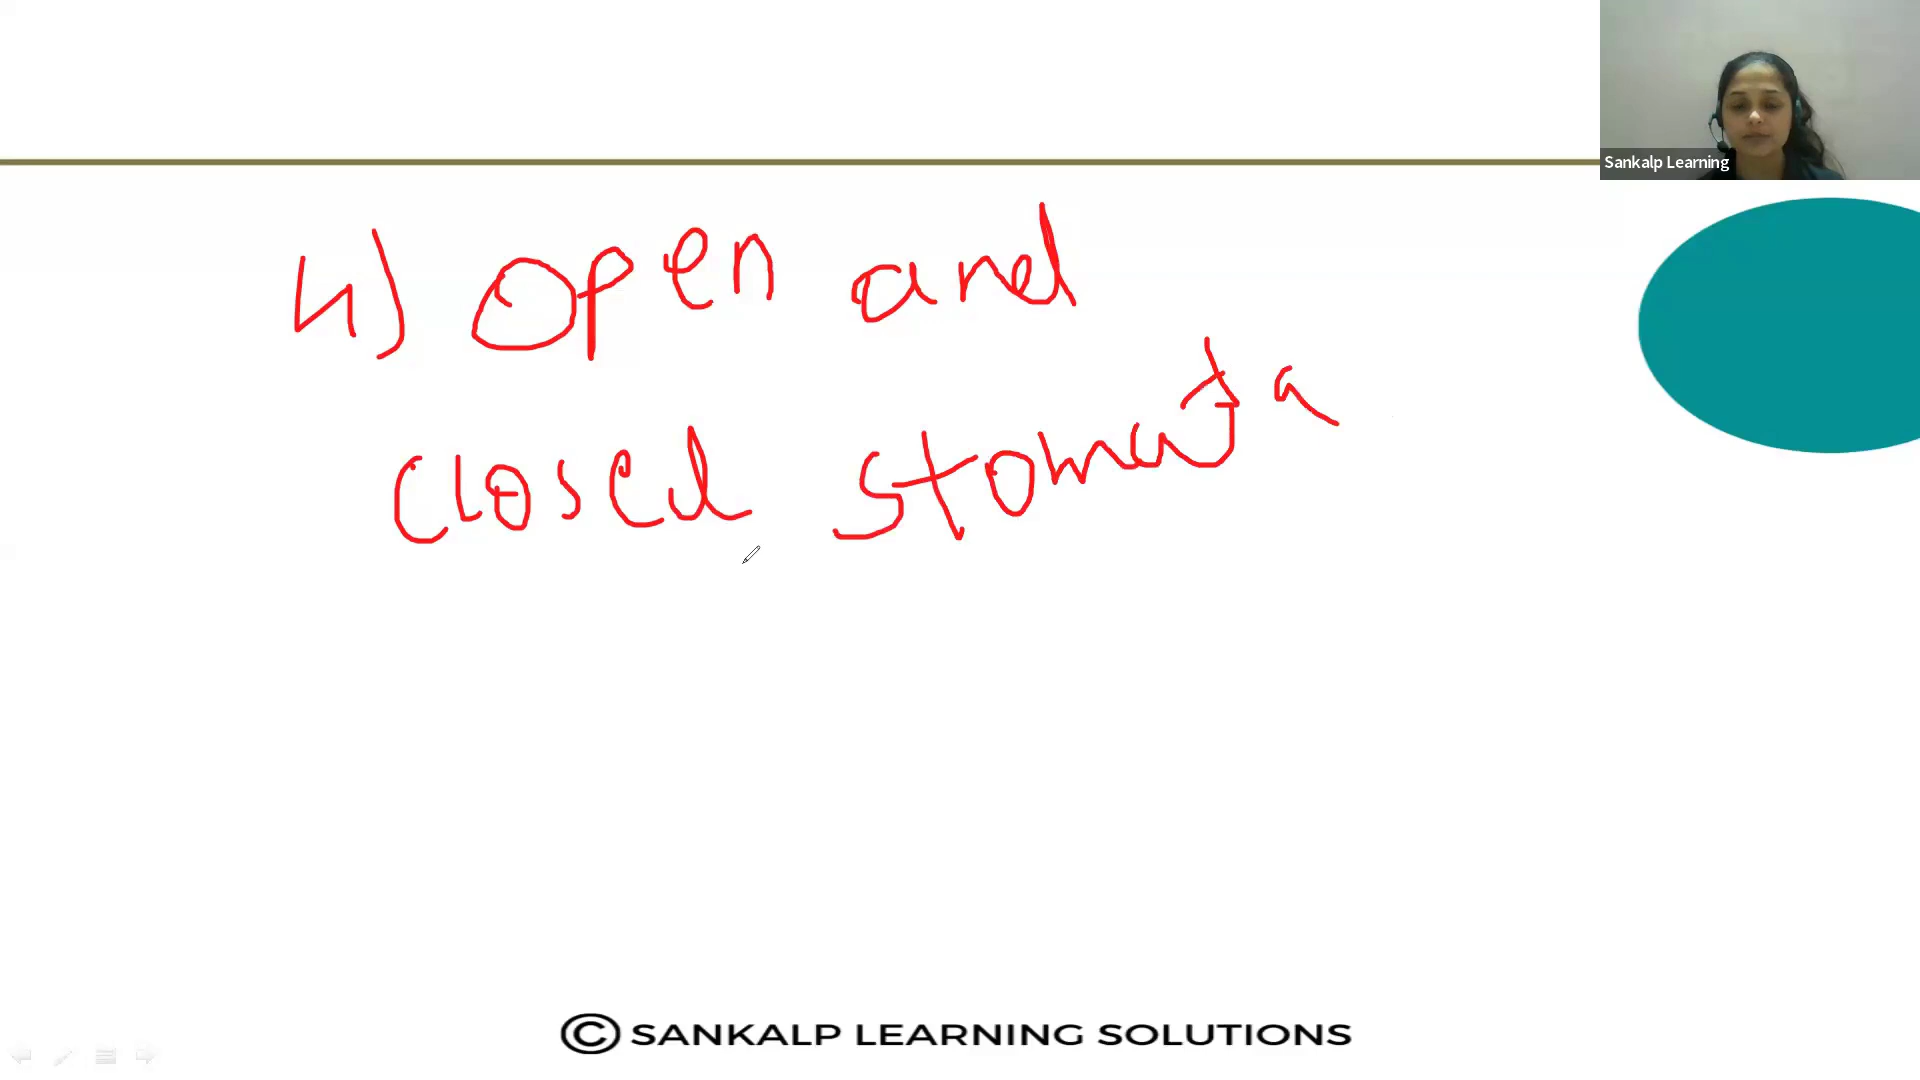 Sankalp Learning
4) Open and
closed stomata
© SANKALP LEARNING SOLUTIONS